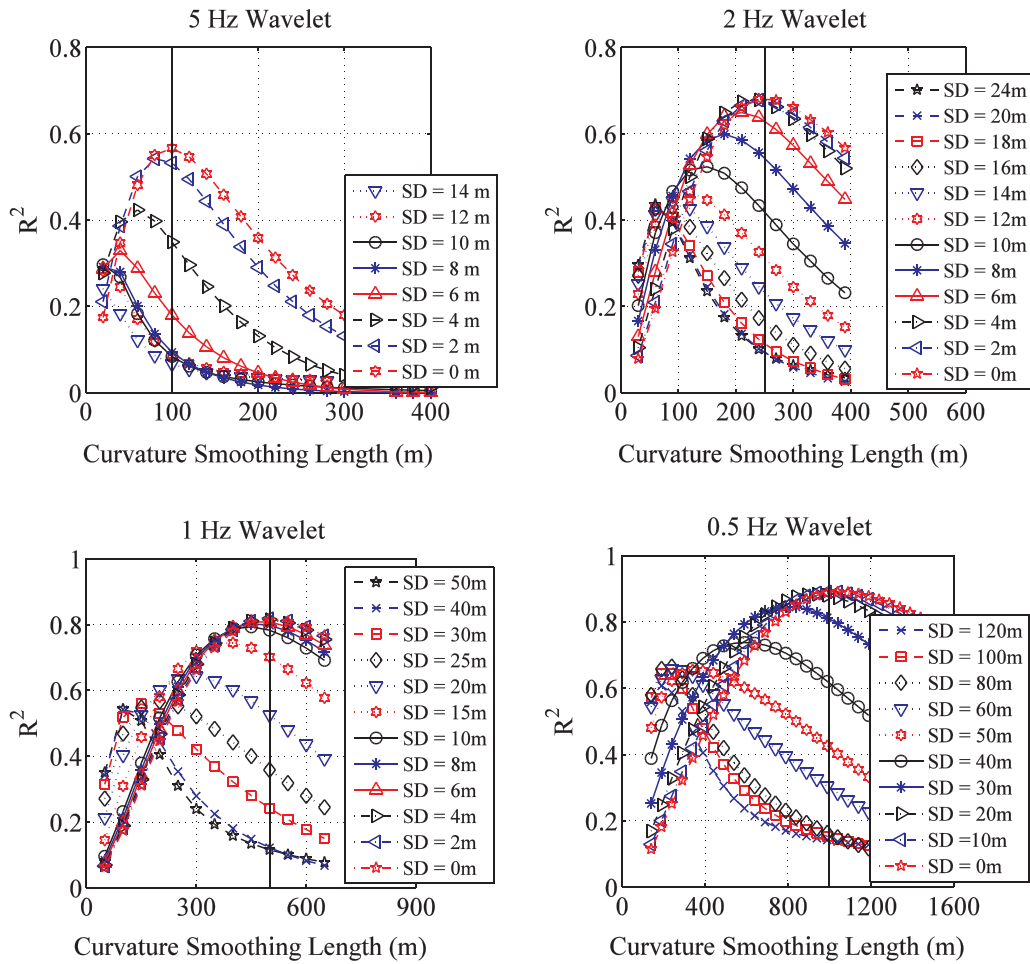 5 Hz Wavelet
0.8
0.6
0.4
0.2
0
R²
0 100 200 300 400
Curvature Smoothing Length (m)
SD = 14 m
SD = 12 m
SD = 10 m
SD = 8 m
SD = 6 m
SD = 4 m
SD = 2 m
SD = 0 m
2 Hz Wavelet
0.8
0.6
0.4
0.2
0
R²
0 100 200 300 400 500 600
Curvature Smoothing Length (m)
SD = 24m
SD = 20m
SD = 18m
SD = 16m
SD = 14m
SD = 12m
SD = 10m
SD = 8m
SD = 6m
SD = 4m
SD = 2m
SD = 0m
1 Hz Wavelet
1
0.8
0.6
0.4
0.2
0
R²
0 300 600 900
Curvature Smoothing Length (m)
SD = 50m
SD = 40m
SD = 30m
SD = 25m
SD = 20m
SD = 15m
SD = 10m
SD = 8m
SD = 6m
SD = 4m
SD = 2m
SD = 0m
0.5 Hz Wavelet
1
0.8
0.6
0.4
0.2
0
R²
0 400 800 1200 1600
Curvature Smoothing Length (m)
SD = 120m
SD = 100m
SD = 80m
SD = 60m
SD = 50m
SD = 40m
SD = 30m
SD = 20m
SD =10m
SD = 0m